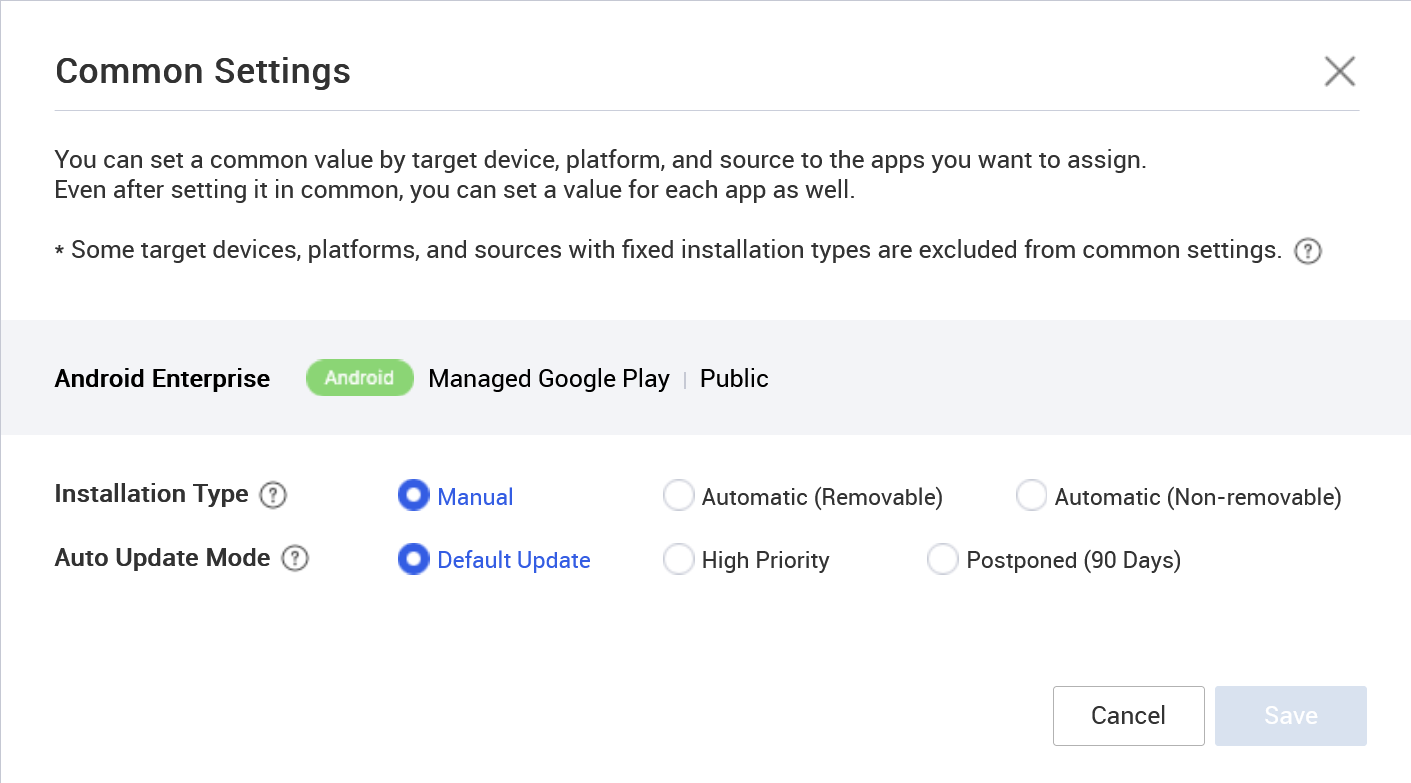 Common Settings
You can set a common value by target device, platform, and source to the apps you want to assign.
Even after setting it in common, you can set a value for each app as well.
* Some target devices, platforms, and sources with fixed installation types are excluded from common settings. ?
Android Enterprise Android Managed Google Play | Public
Installation Type ? Manual Automatic (Removable) Automatic (Non-removable)
Auto Update Mode ? Default Update High Priority Postponed (90 Days)
Cancel Save